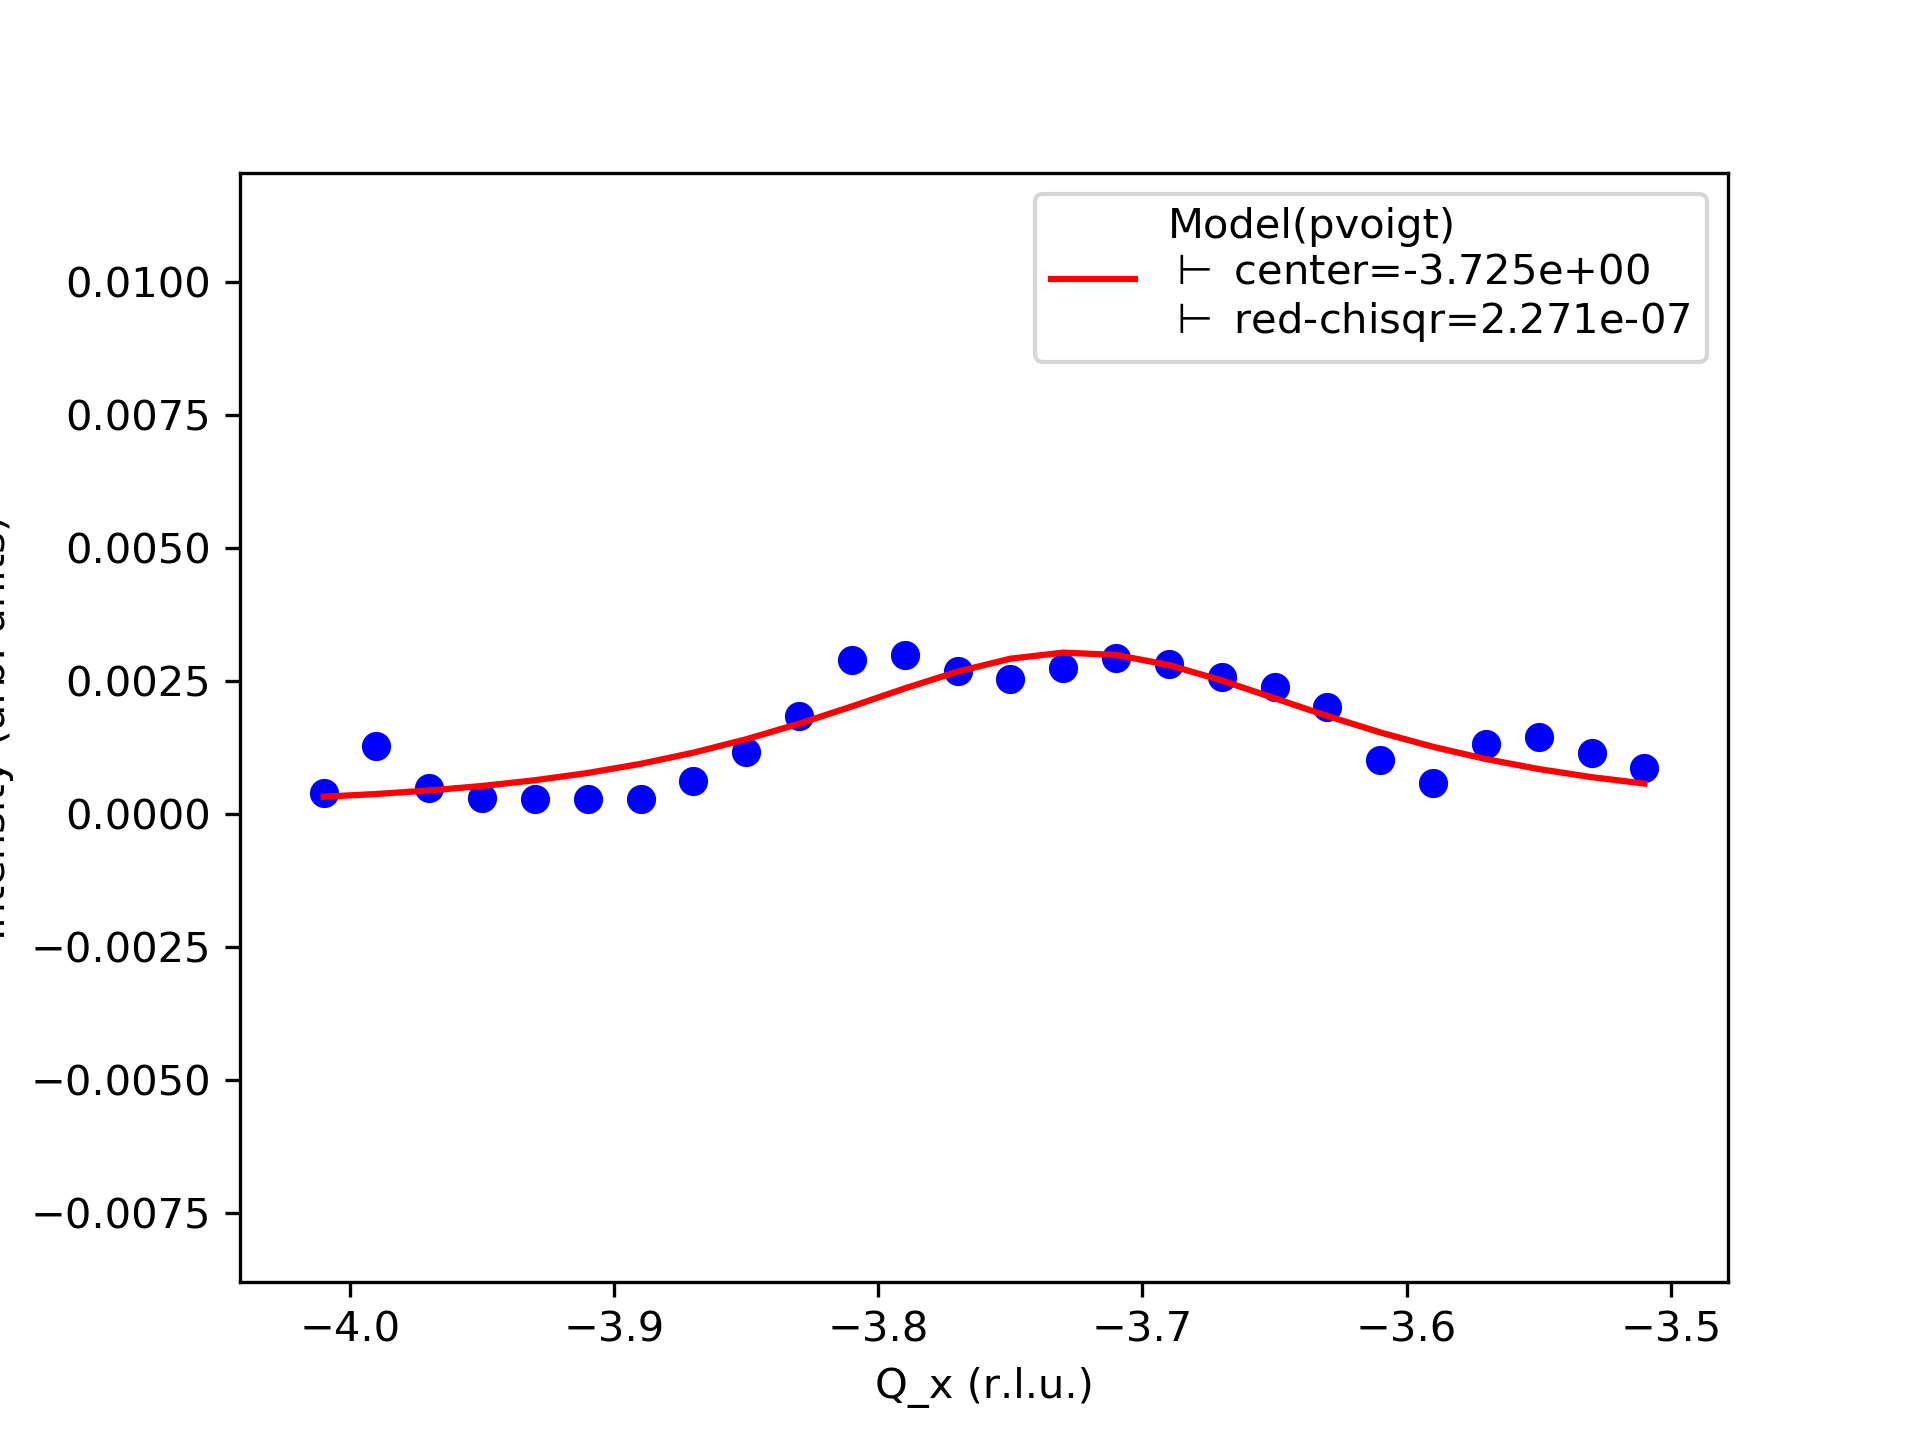 Model(pvoigt)
⊢ center=-3.725e+00
⊢ red-chisqr=2.271e-07
0.0100
0.0075
0.0050
0.0025
0.0000
−0.0025
−0.0050
−0.0075
−4.0 −3.9 −3.8 −3.7 −3.6 −3.5
Q_x (r.l.u.)